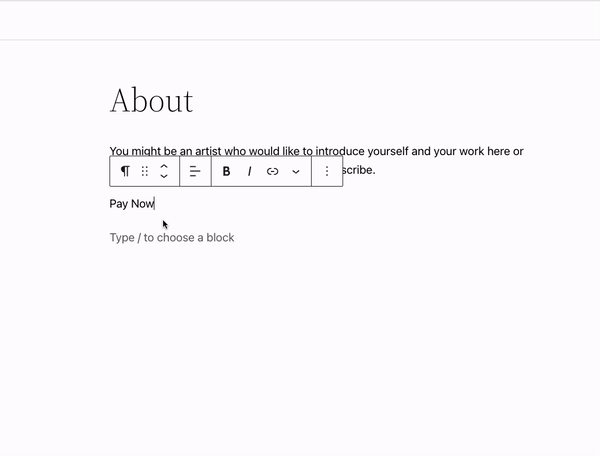 About
You might be an artist who would like to introduce yourself and your work here or
scribe.
B I
Pay Now
Type / to choose a block